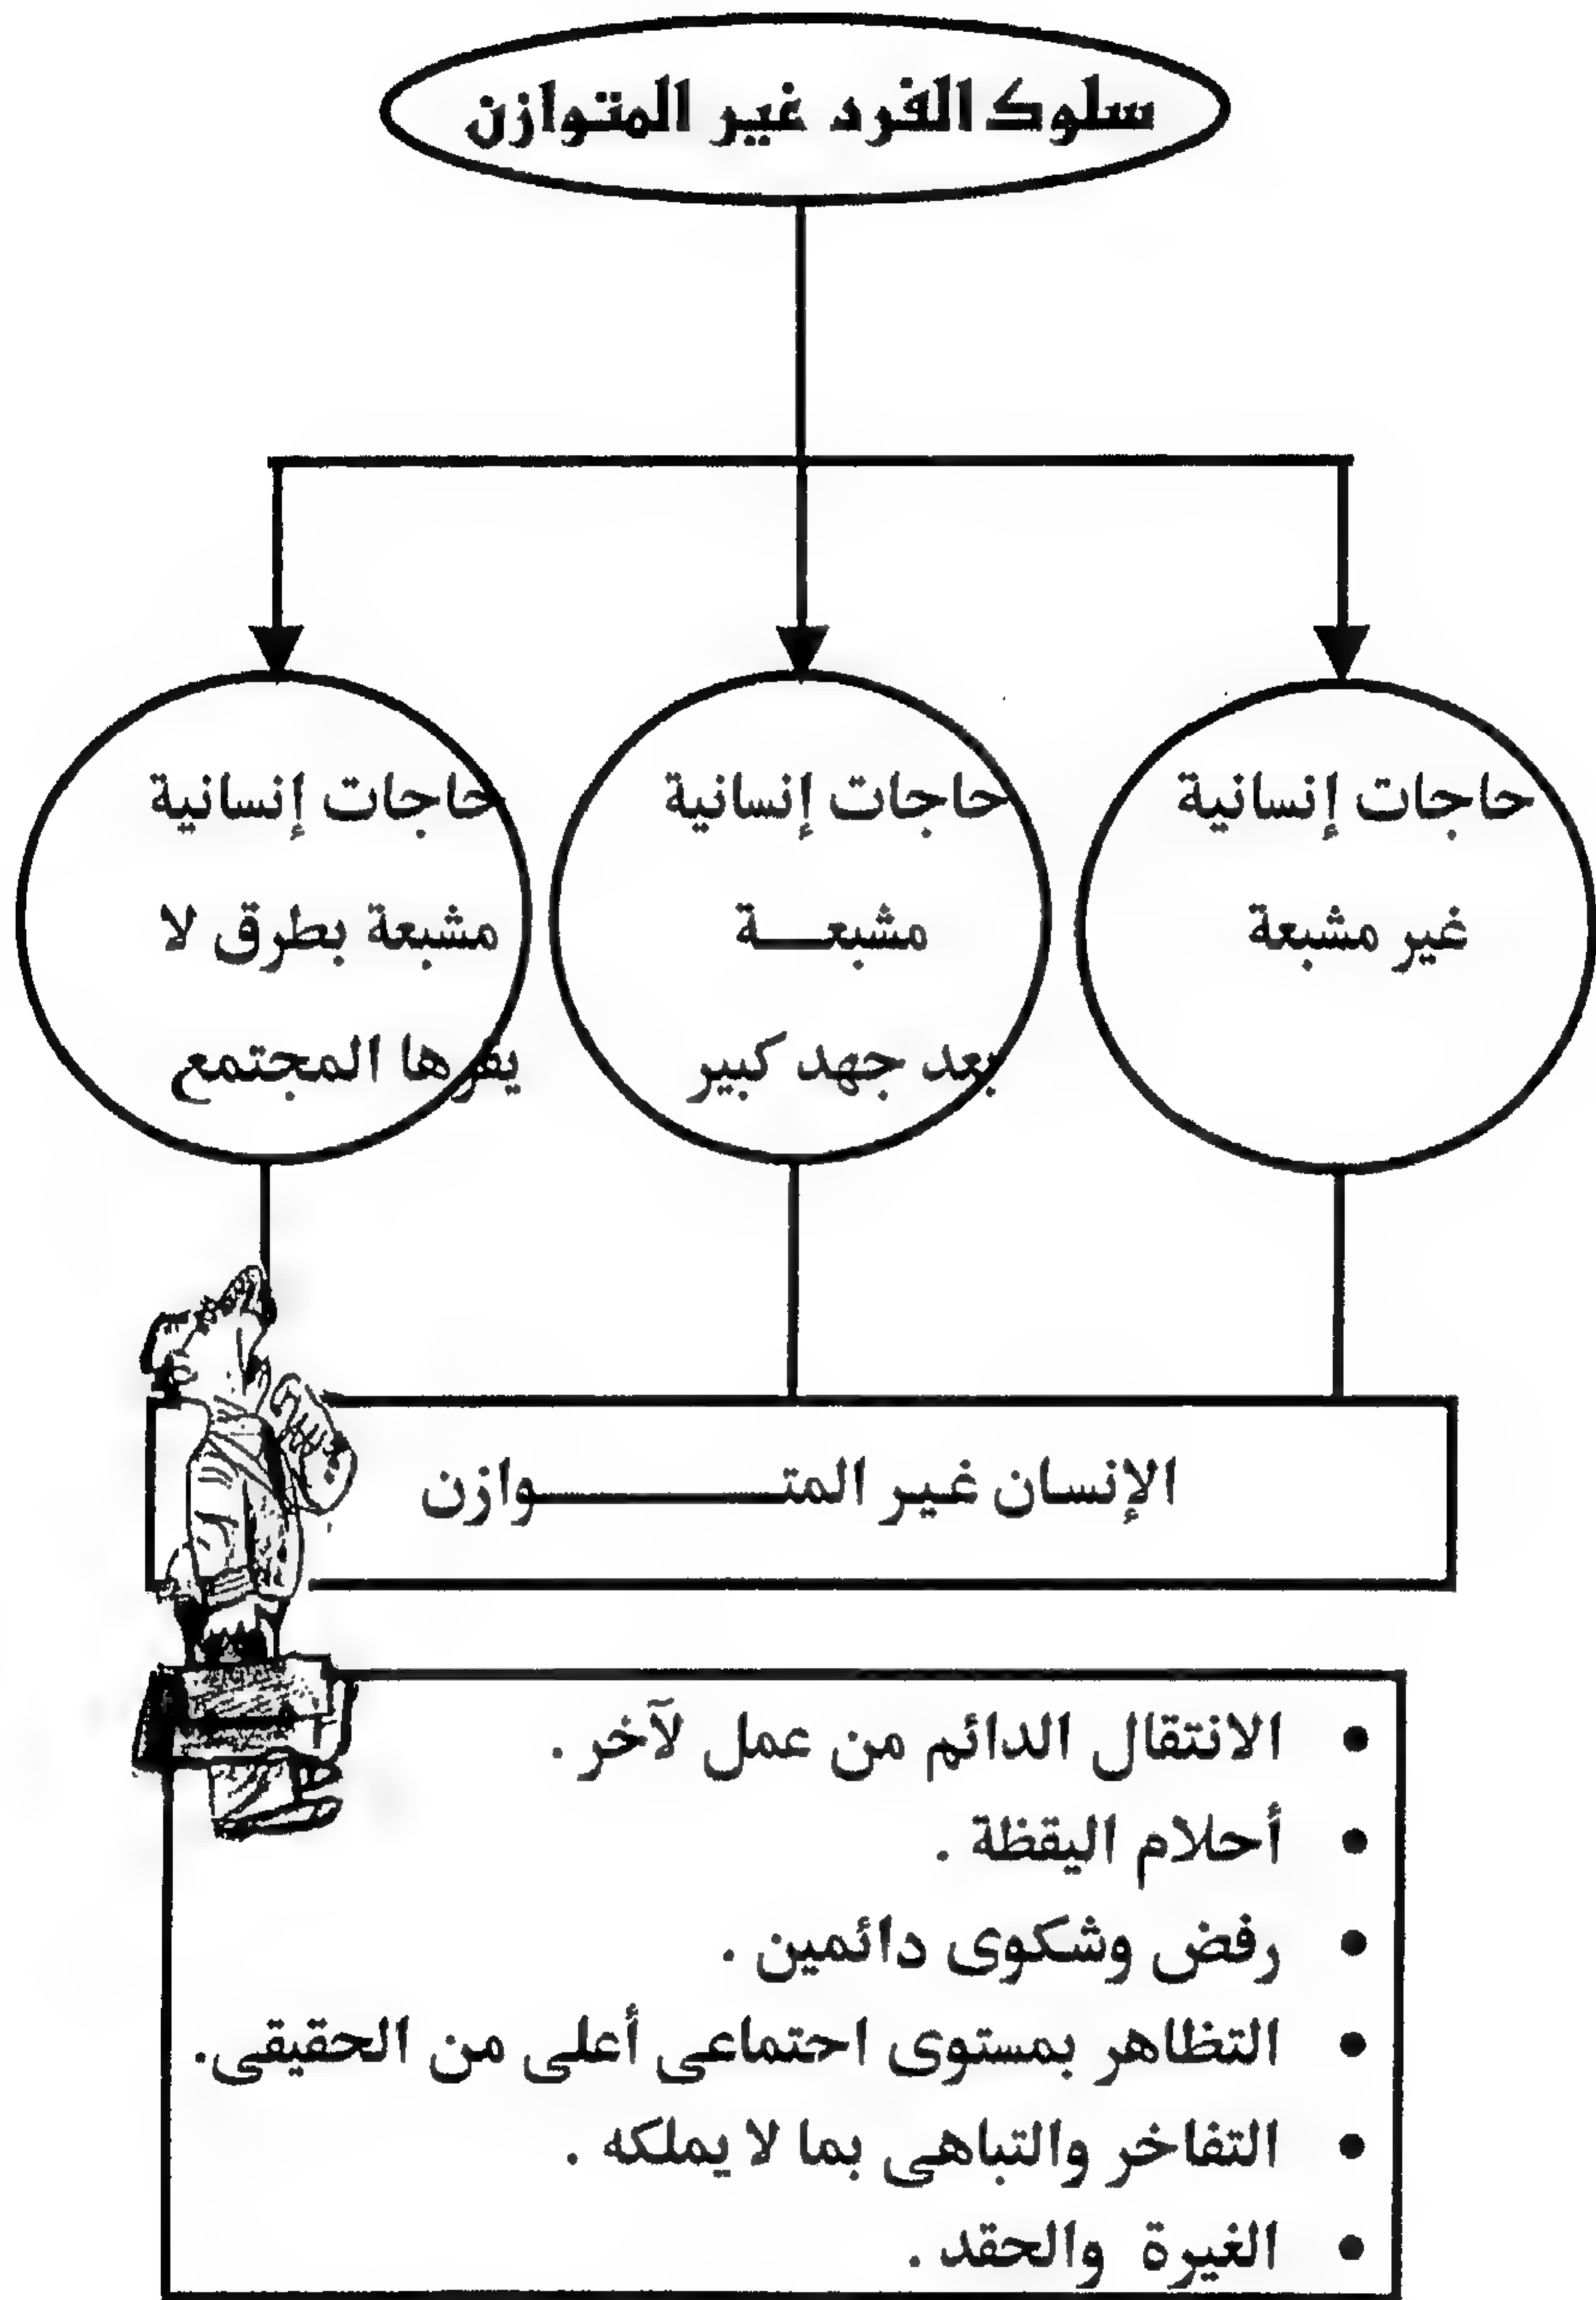 سلوك الفرد غير المتوازن
حاجات إنسانية
غير مشبعة
حاجات إنسانية
مشبعـــة
بعد جهد كبير
حاجات إنسانية
مشبعة بطرق لا
يقرها المجتمع
الإنسان غير المتــــــــــوازن
• الانتقال الدائم من عمل لآخر .
• أحلام اليقظة .
• رفض وشكوى دائمين .
• التظاهر بمستوى احتماعى أعلى من الحقيقى.
• التفاخر والتباهى بما لا يملكه .
• الغيرة والحقد .